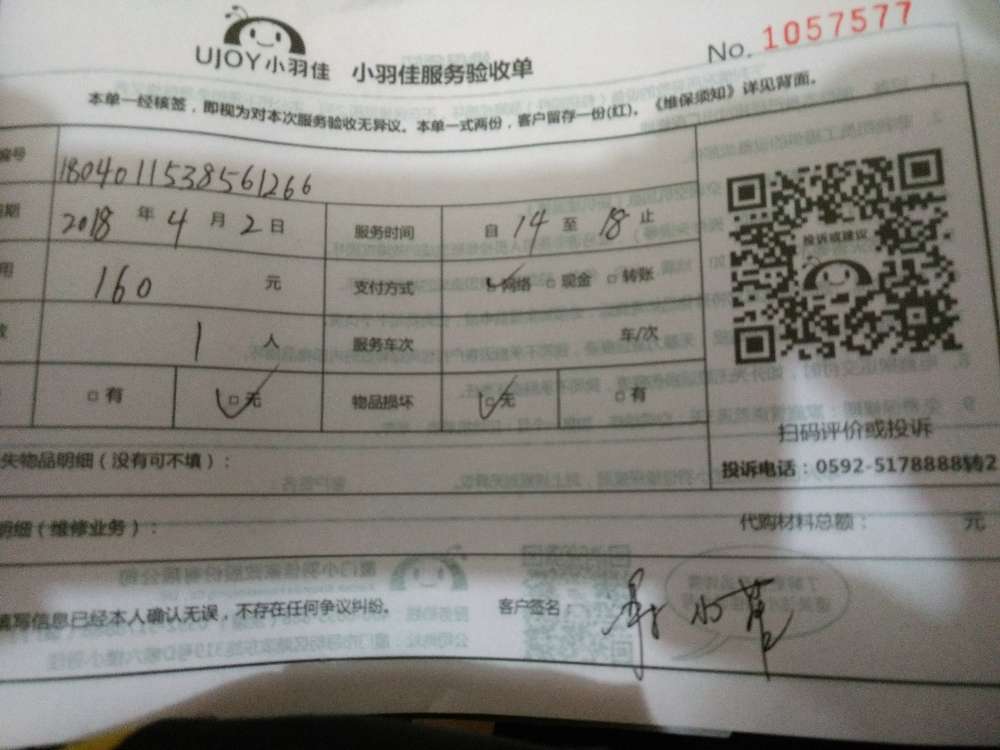 UJOY小羽佳 小羽佳服务验收单 No. 1057577
本单一经核签，即视为对本次服务验收无异议。本单一式两份，客户留存一份(红)。《维保须知》详见背面。
编号 180401153856 1266
期 2018 年 4 月 2 日 服务时间 自 14 至 18 止
用 160 元 支付方式 □网络 □现金 □转账
数 1 人 服务车次 车/次
□有 □无 物品损坏 □无 □有
投诉或建议
扫码评价或投诉
失物品明细（没有可不填）： 投诉电话：0592-5178888转2
明细（维修业务）： 代购材料总额： 元
填写信息已经本人确认无误，不存在任何争议纠纷。 客户签名：